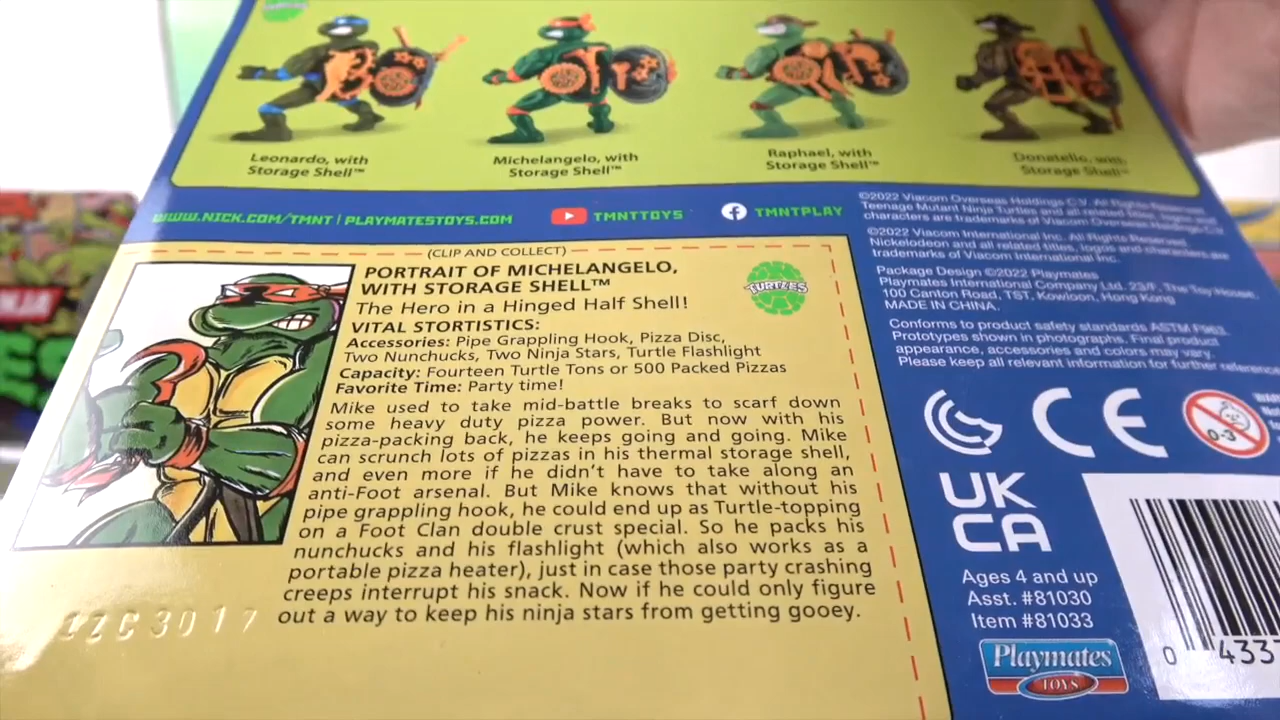 TURTLES
Leonardo, with
Storage Shell™
Michelangelo, with
Storage Shell™
Raphael, with
Storage Shell™
Donatello, with
Storage Shell™
WWW.NICK.COM/TMNT | PLAYMATESTOYS.COM
TMNTTOYS
TMNTPLAY
©2022 Viacom Overseas Holdings C.V. All Rights Reserved.
Teenage Mutant Ninja Turtles and all related titles, logos and
characters are trademarks of Viacom Overseas Holdings C.V.
©2022 Viacom International Inc. All Rights Reserved.
Nickelodeon and all related titles, logos and characters are
trademarks of Viacom International Inc.
Package Design ©2022 Playmates
Playmates International Company Ltd. 23/F, The Toy House,
100 Canton Road, TST, Kowloon, Hong Kong
MADE IN CHINA.
Conforms to product safety standards ASTM F963.
Prototypes shown in photographs. Final product
appearance, accessories and colors may vary.
Please keep all relevant information for further reference
(CLIP AND COLLECT)
PORTRAIT OF MICHELANGELO,
WITH STORAGE SHELL™
The Hero in a Hinged Half Shell!
TURTLES
VITAL STORTISTICS:
Accessories: Pipe Grappling Hook, Pizza Disc,
Two Nunchucks, Two Ninja Stars, Turtle Flashlight
Capacity: Fourteen Turtle Tons or 500 Packed Pizzas
Favorite Time: Party time!
Mike used to take mid-battle breaks to scarf down
some heavy duty pizza power. But now with his
pizza-packing back, he keeps going and going. Mike
can scrunch lots of pizzas in his thermal storage shell,
and even more if he didn't have to take along an
anti-Foot arsenal. But Mike knows that without his
pipe grappling hook, he could end up as Turtle-topping
on a Foot Clan double crust special. So he packs his
nunchucks and his flashlight (which also works as a
portable pizza heater), just in case those party crashing
creeps interrupt his snack. Now if he could only figure
out a way to keep his ninja stars from getting gooey.
CE
0-3
UK
CA
Ages 4 and up
Asst. #81030
Item #81033
Playmates
TOYS
0 4333